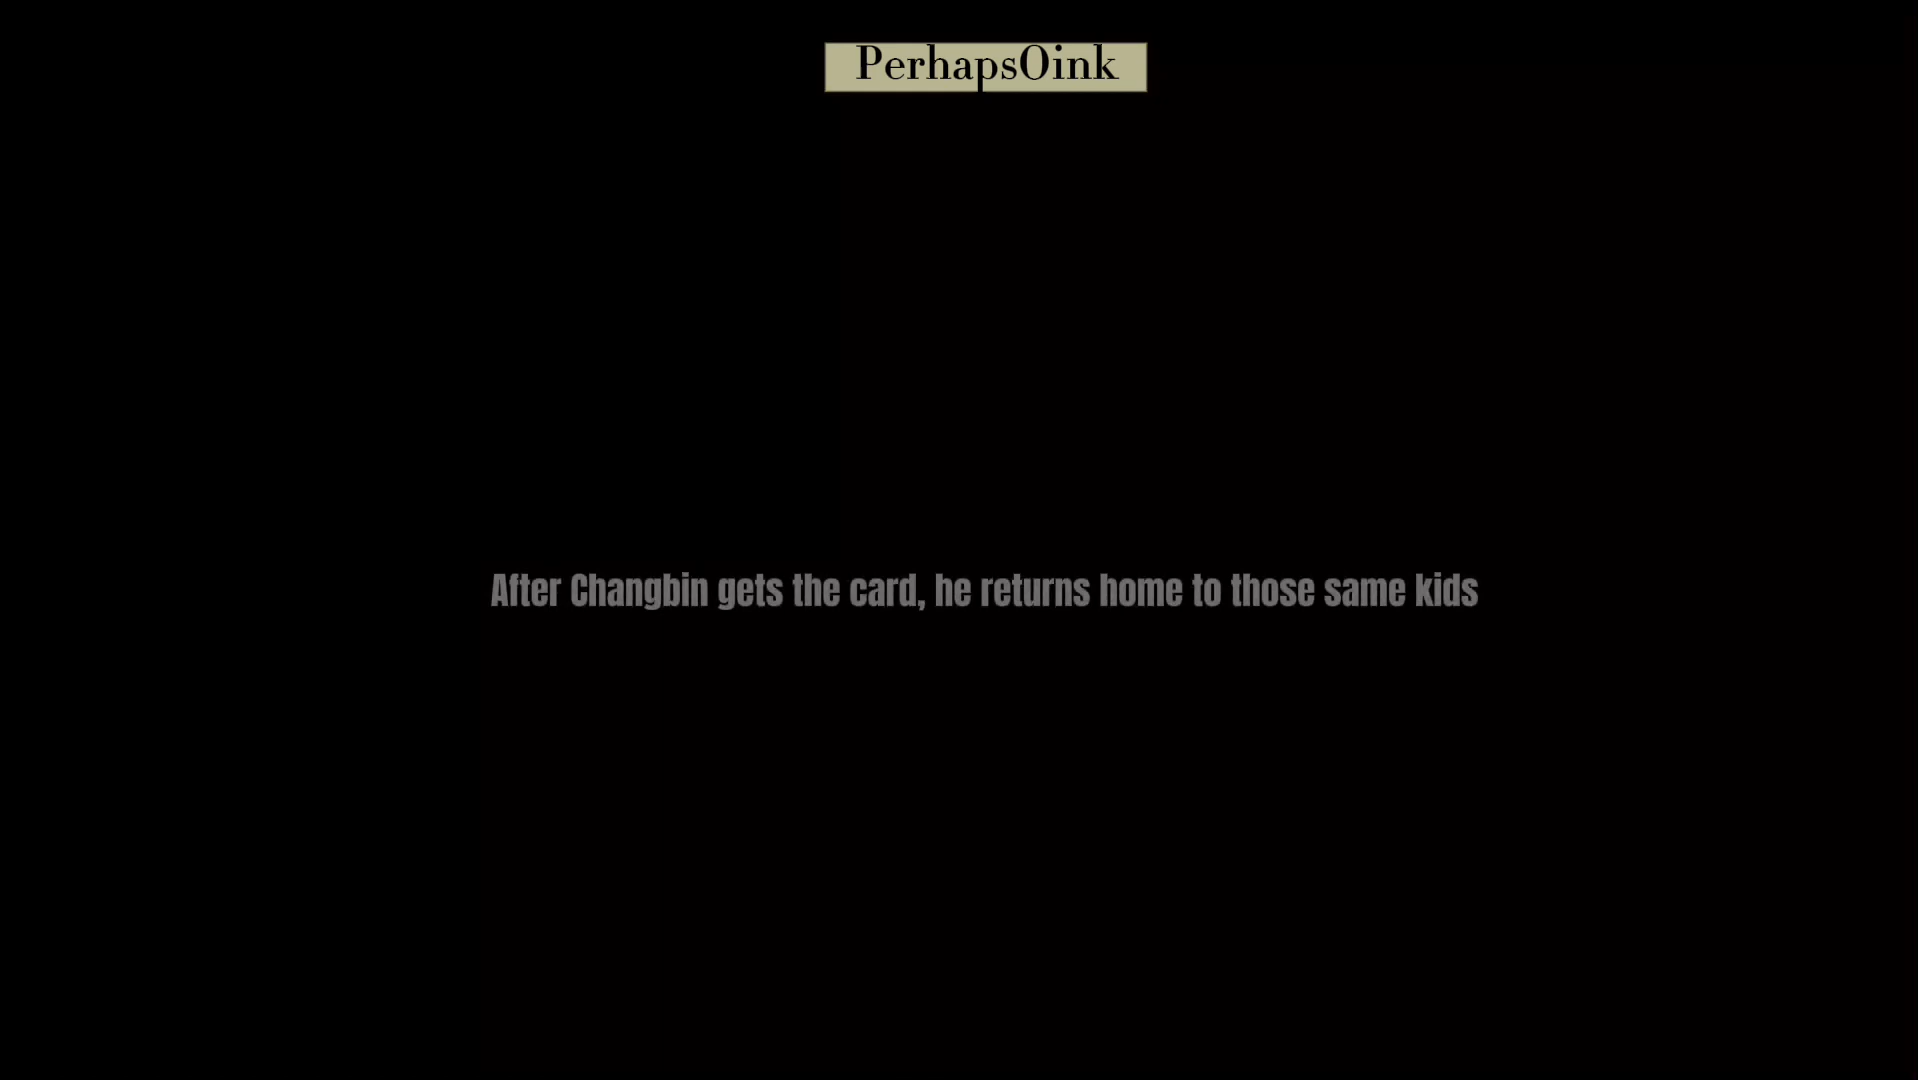 PerhapsOink
After Changbin gets the card, he returns home to those same kids